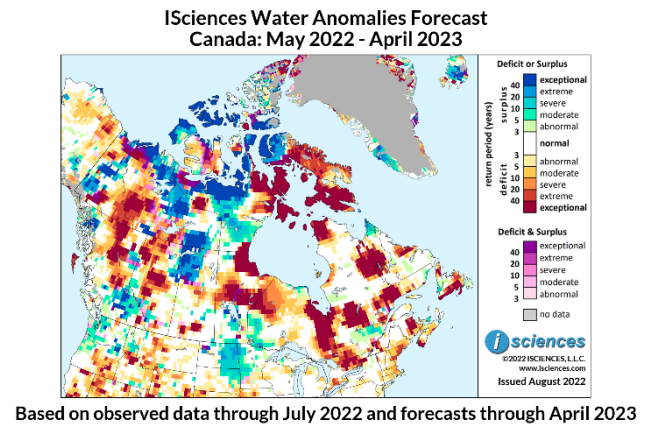 ISciences Water Anomalies Forecast
Canada: May 2022 - April 2023
Deficit or Surplus
exceptional
40
extreme
20
severe
10
moderate
5
abnormal
3
surplus
normal
return period (years)
3
abnormal
5
moderate
10
severe
20
extreme
40
exceptional
deficit
Deficit & Surplus
exceptional
40
extreme
20
severe
10
moderate
5
abnormal
3
no data
isciences
©2022 ISCIENCES, L.L.C.
www.isciences.com
Issued August 2022
Based on observed data through July 2022 and forecasts through April 2023